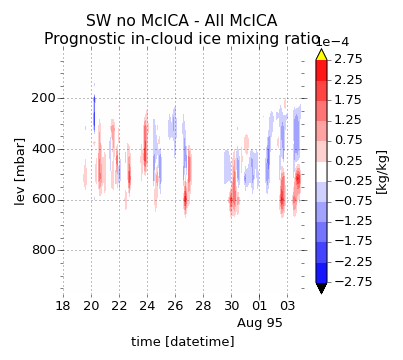 SW no McICA - All McICA
Prognostic in-cloud ice mixing ratio
1e−4
2.75
2.25
1.75
1.25
0.75
0.25
−0.25
−0.75
−1.25
−1.75
−2.25
−2.75
[kg/kg]
lev [mbar]
200
400
600
800
18 20 22 24 26 28 30 01 03
Aug 95
time [datetime]